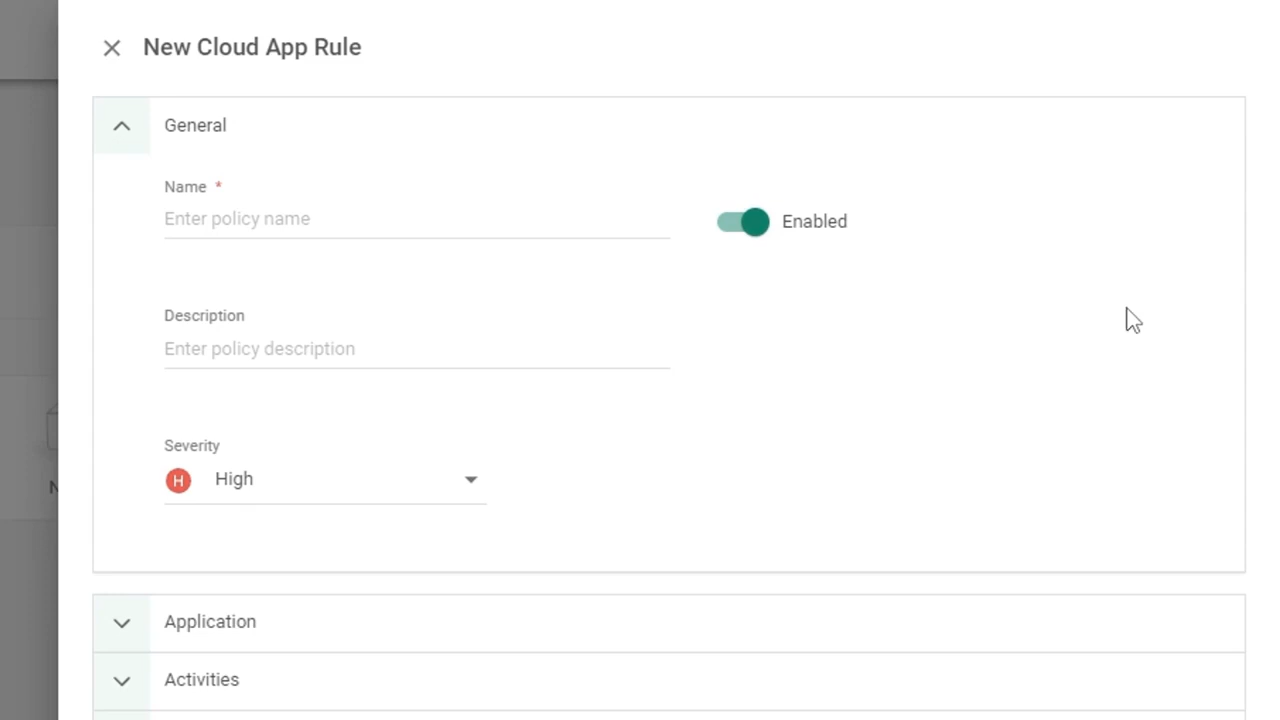 New Cloud App Rule
General
Name *
Enter policy name
Enabled
Description
Enter policy description
Severity
H High
Application
Activities